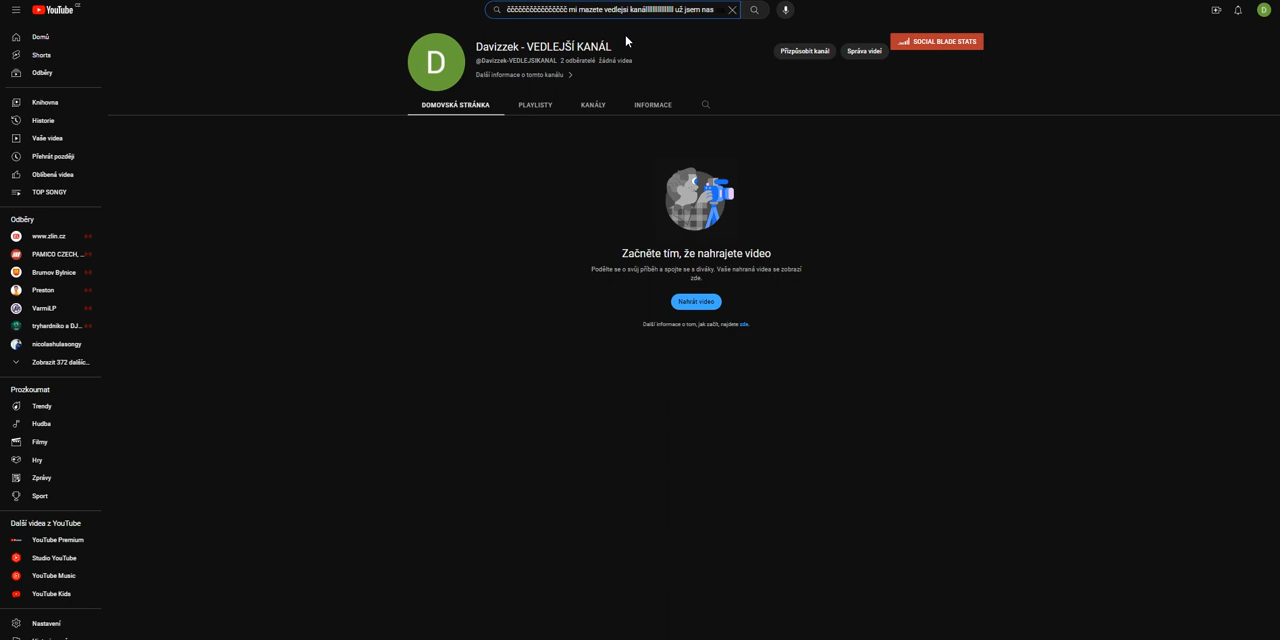 YouTube CZ
čččččččččččččččč mi mazete vedlejsi kanálllllllllllllll už jsem nas
Domů
Shorts
Odběry
Knihovna
Historie
Vaše videa
Přehrát později
Oblíbená videa
TOP SONGY
Odběry
www.zlin.cz
PAMICO CZECH, ...
Brumov Bylnice
Preston
VarmiLP
tryhardniko a DJ...
nicolashulasongy
Zobrazit 372 dalšíc...
Prozkoumat
Trendy
Hudba
Filmy
Hry
Zprávy
Sport
Další videa z YouTube
YouTube Premium
Studio YouTube
YouTube Music
YouTube Kids
Nastavení
D
Davizzek - VEDLEJŠÍ KANÁL
@Davizzek-VEDLEJSIKANAL 2 odběratelé žádná videa
Další informace o tomto kanálu
Přizpůsobit kanál
Správa videí
SOCIAL BLADE STATS
DOMOVSKÁ STRÁNKA
PLAYLISTY
KANÁLY
INFORMACE
Začněte tím, že nahrajete video
Podělte se o svůj příběh a spojte se s diváky. Vaše nahraná videa se zobrazí
zde.
Nahrát video
Další informace o tom, jak začít, najdete zde.
D